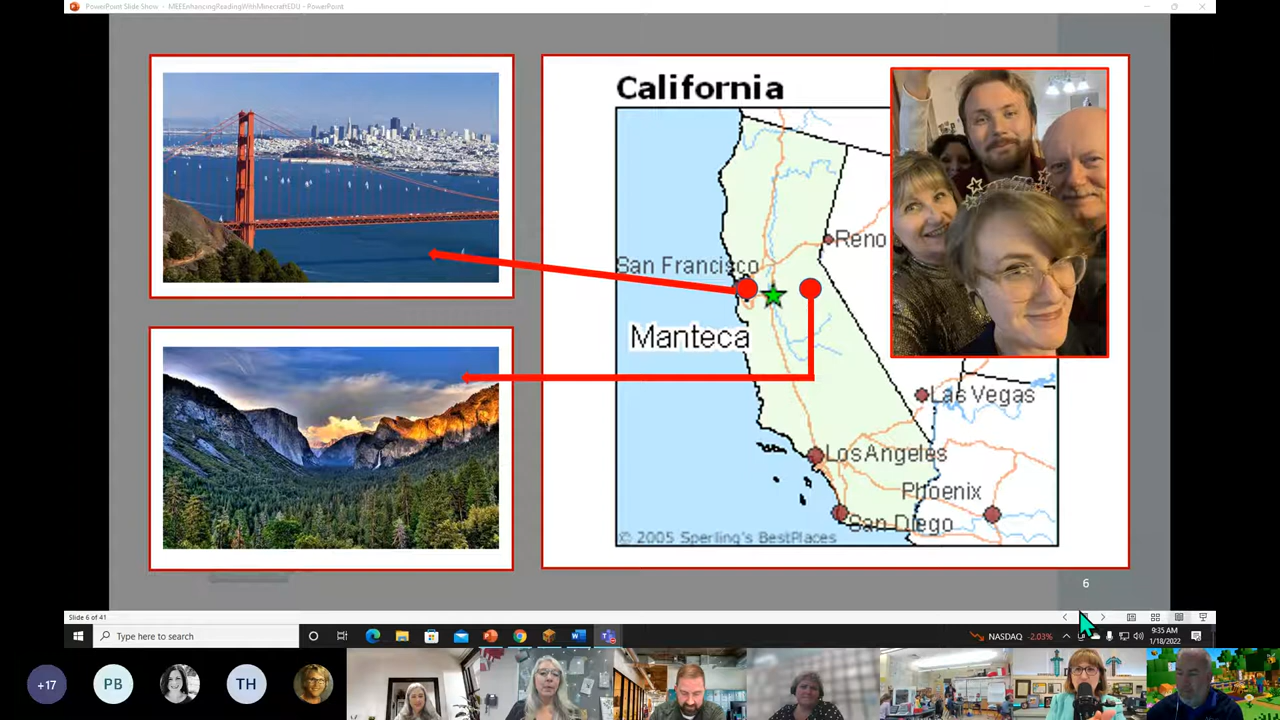 PowerPoint Slide Show - MEEEnhancingReadingWithMinecraftEDU - PowerPoint
California
Reno
San Francisco
Manteca
Las Vegas
Los Angeles
Phoenix
San Diego
© 2005 Sperling's BestPlaces
6
Slide 6 of 41
Type here to search
NASDAQ -2.03%
9:35 AM
1/18/2022
+17
PB
TH